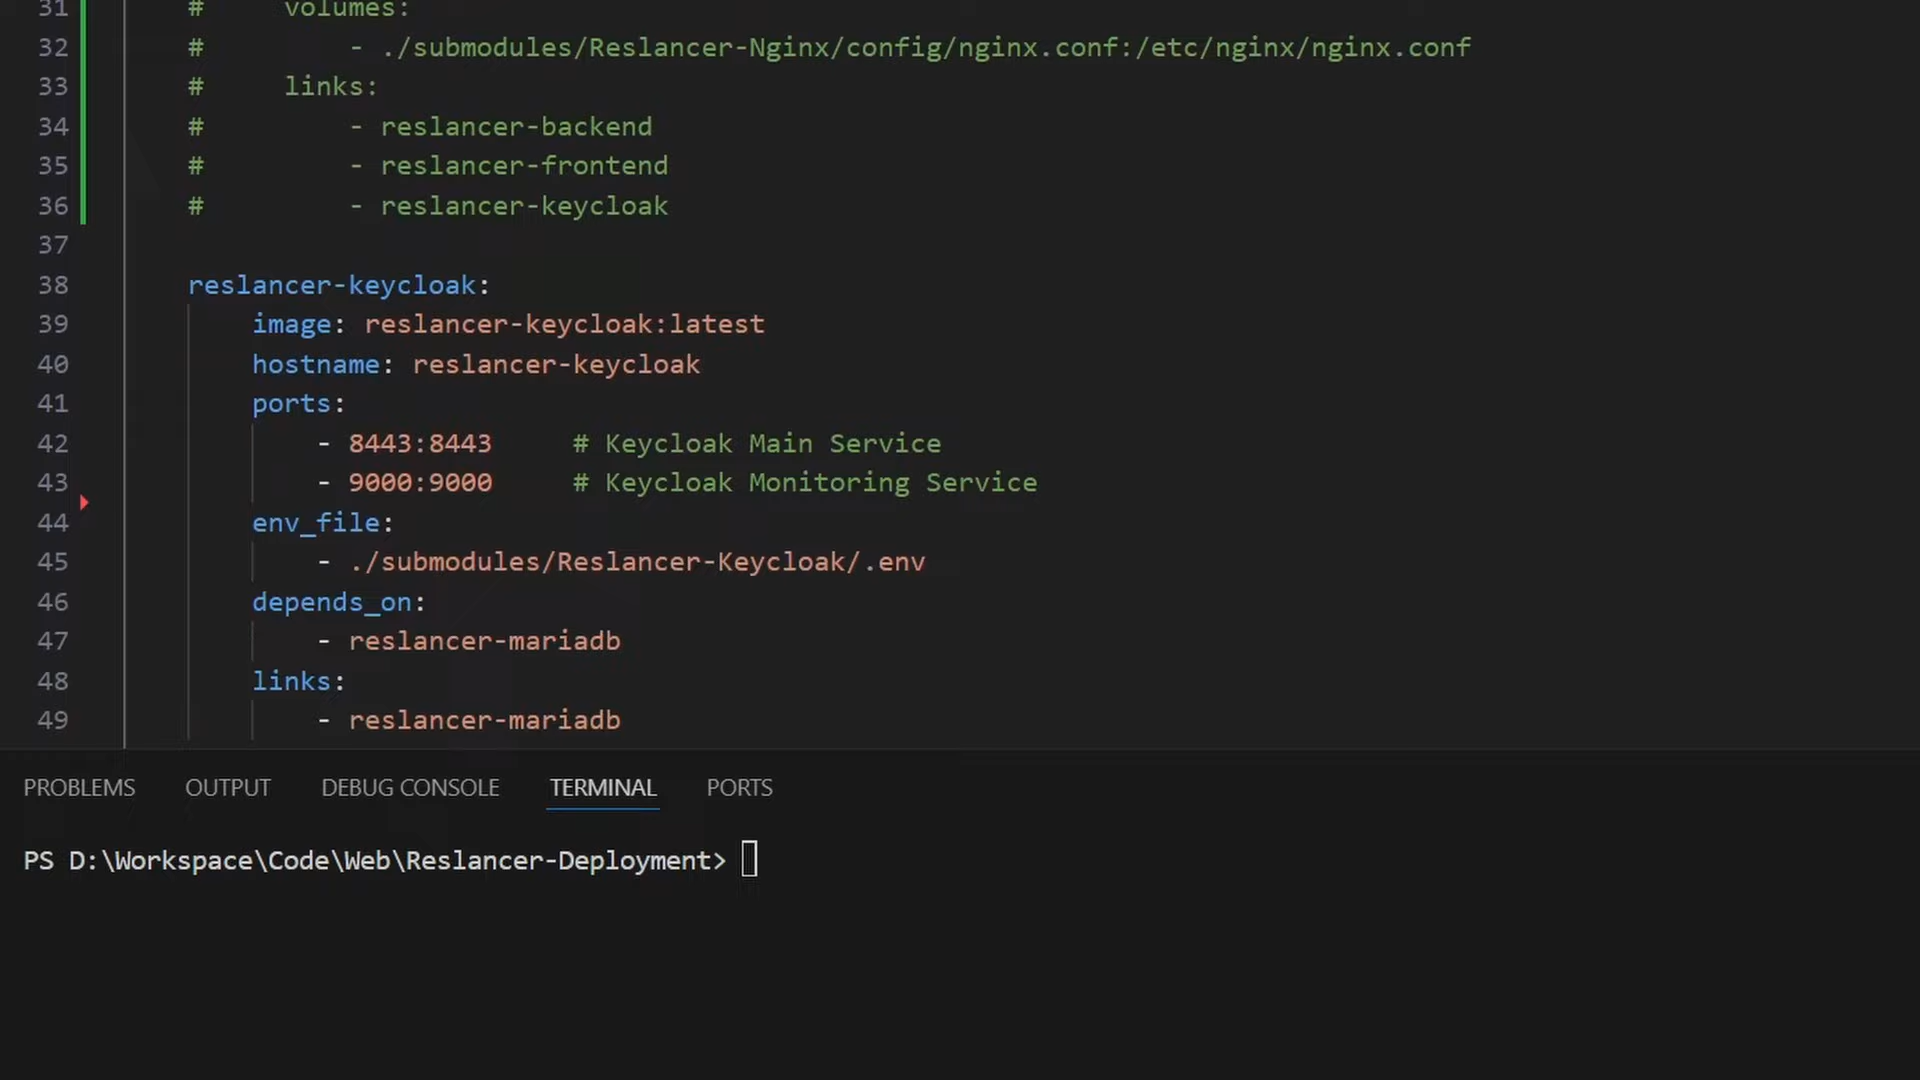 31 # volumes:
32 # - ./submodules/Reslancer-Nginx/config/nginx.conf:/etc/nginx/nginx.conf
33 # links:
34 # - reslancer-backend
35 # - reslancer-frontend
36 # - reslancer-keycloak
37
38 reslancer-keycloak:
39 image: reslancer-keycloak:latest
40 hostname: reslancer-keycloak
41 ports:
42 - 8443:8443 # Keycloak Main Service
43 - 9000:9000 # Keycloak Monitoring Service
44 env_file:
45 - ./submodules/Reslancer-Keycloak/.env
46 depends_on:
47 - reslancer-mariadb
48 links:
49 - reslancer-mariadb
PROBLEMS OUTPUT DEBUG CONSOLE TERMINAL PORTS
PS D:\Workspace\Code\Web\Reslancer-Deployment>